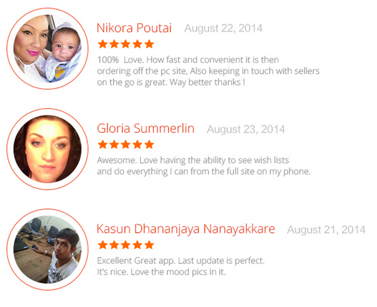 Nikora Poutai August 22, 2014
100% Love. How fast and convenient it is then
ordering off the pc site, Also keeping in touch with sellers
on the go is great. Way better thanks !
Gloria Summerlin August 23, 2014
Awesome. Love having the ability to see wish lists
and do everything I can from the full site on my phone.
Kasun Dhananjaya Nanayakkare August 21, 2014
Excellent Great app. Last update is perfect.
It's nice. Love the mood pics in it.